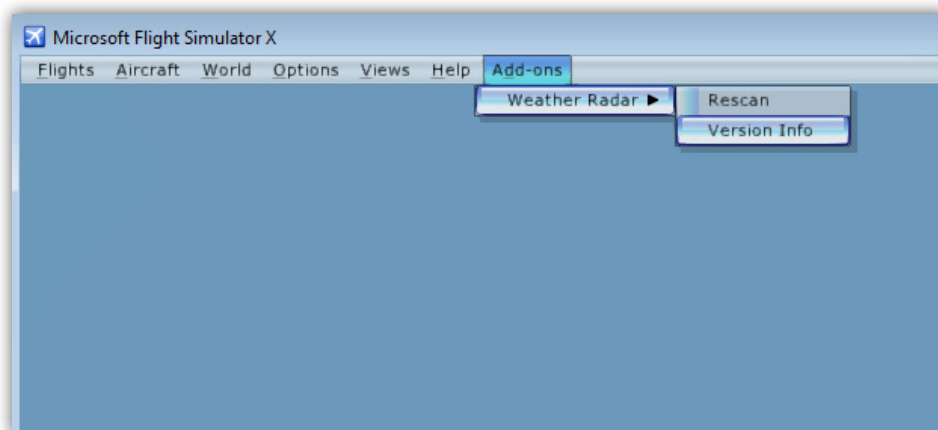 Microsoft Flight Simulator X
Flights Aircraft World Options Views Help Add-ons
Weather Radar ▶ Rescan
Version Info